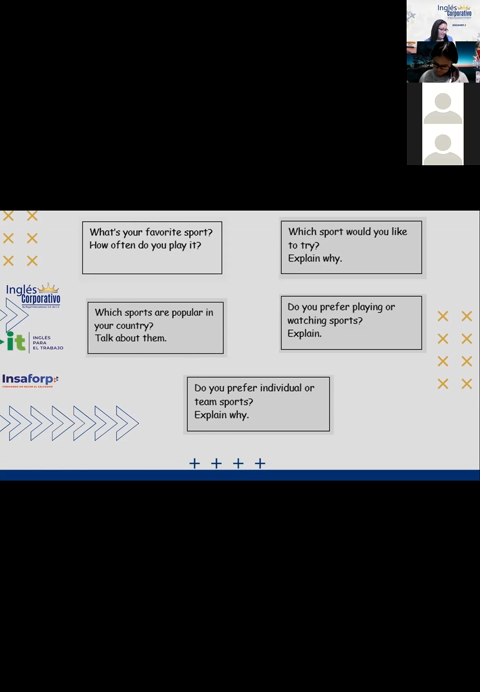 Inglés
Corporativo
What's your favorite sport?
How often do you play it?
Which sport would you like
to try?
Explain why.
Inglés
Corporativo
Which sports are popular in
your country?
Talk about them.
Do you prefer playing or
watching sports?
Explain.
it
INGLÉS
PARA
EL TRABAJO
Insaforp
Do you prefer individual or
team sports?
Explain why.